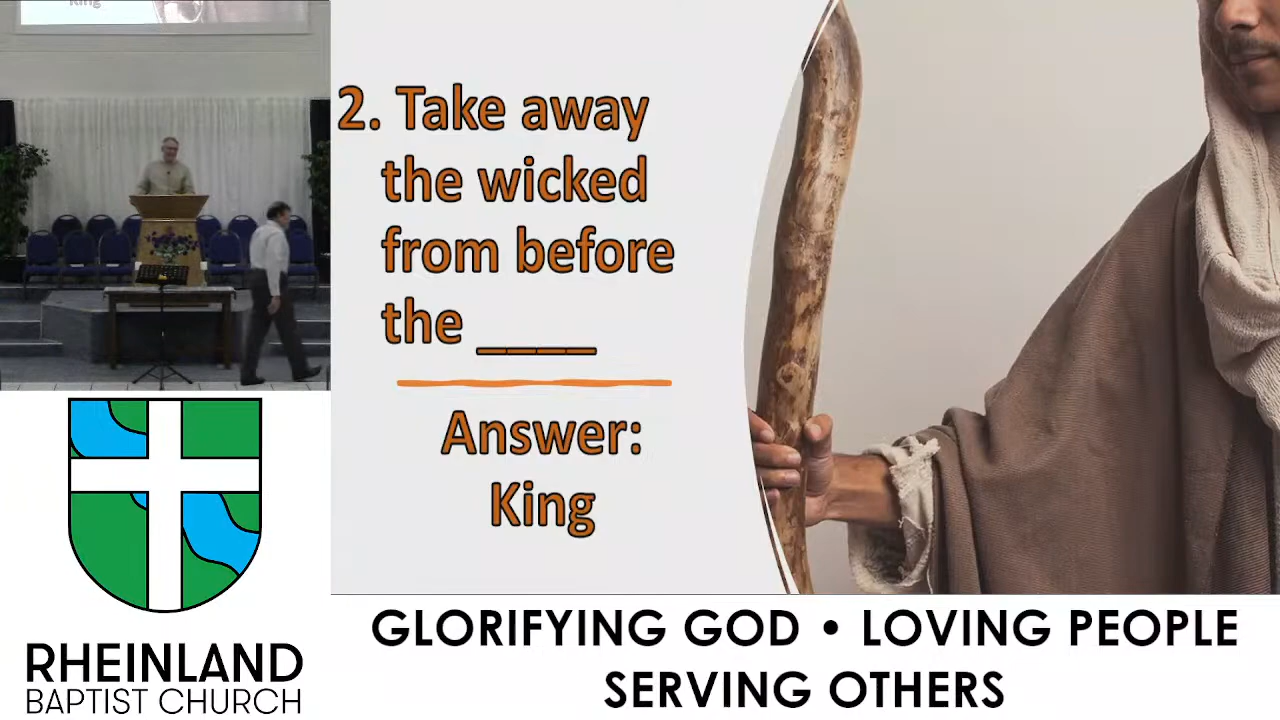 King
2. Take away
the wicked
from before
the ____
Answer:
King
RHEINLAND
BAPTIST CHURCH
GLORIFYING GOD • LOVING PEOPLE
SERVING OTHERS